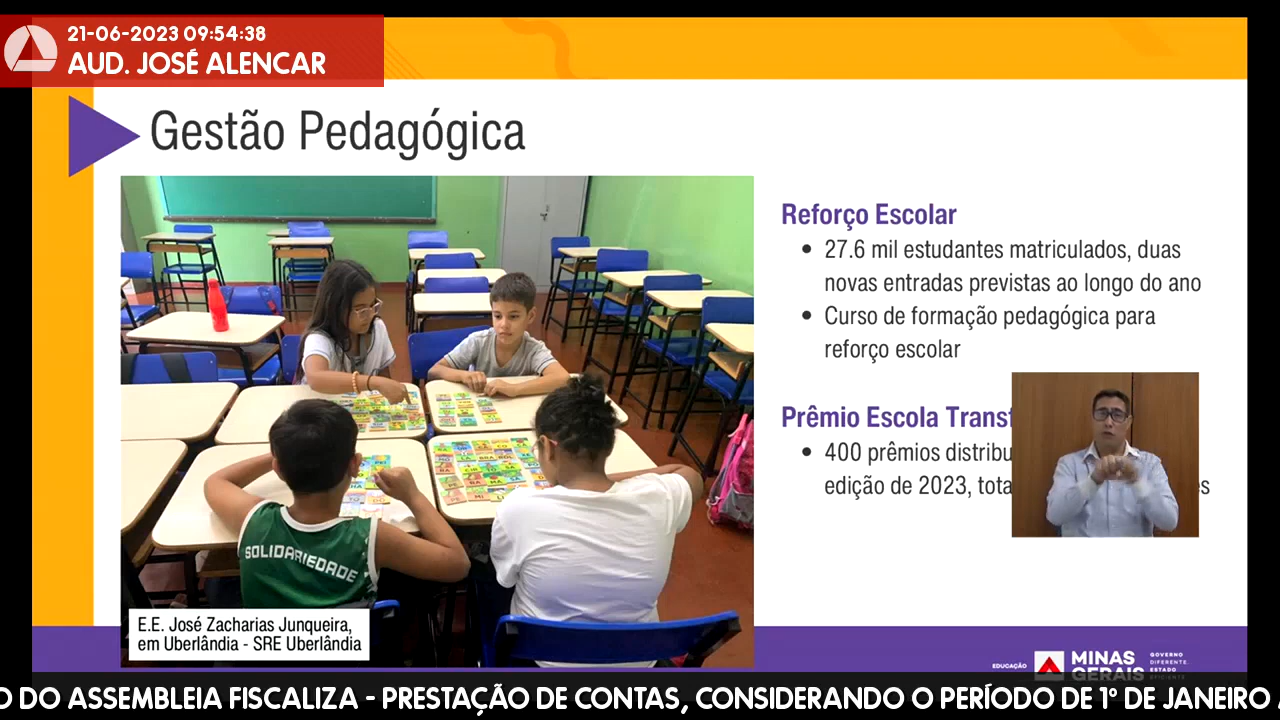 21-06-2023 09:54:38
AUD. JOSÉ ALENCAR
Gestão Pedagógica
Reforço Escolar
• 27.6 mil estudantes matriculados, duas
novas entradas previstas ao longo do ano
• Curso de formação pedagógica para
reforço escolar
Prêmio Escola
• 400 prêmios
edição de 2023,
SOLIDARIEDADE
E.E. José Zacharias Junqueira,
em Uberlândia - SRE Uberlândia
EDUCAÇÃO
MINAS
GERAIS
GOVERNO
DIFERENTE.
ESTADO
EFICIENTE.
O DO ASSEMBLEIA FISCALIZA - PRESTAÇÃO DE CONTAS, CONSIDERANDO O PERÍODO DE 1º DE JANEIRO